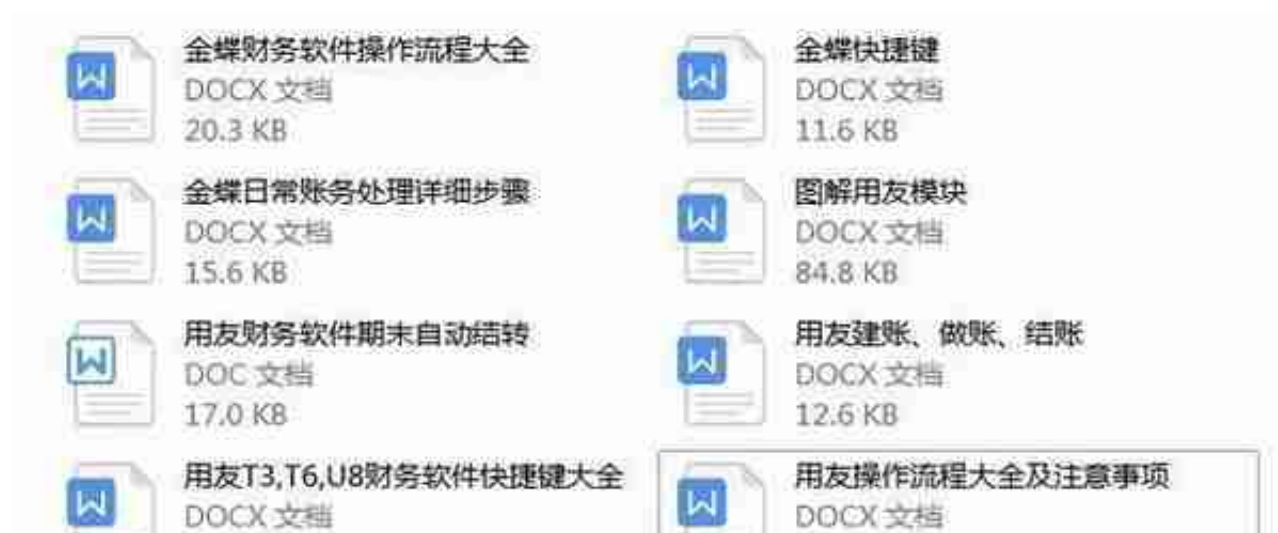 金蝶财务软件操作流程大全
DOCX 文档
20.3 KB
金蝶快捷键
DOCX 文档
11.6 KB
金蝶日常账务处理详细步骤
DOCX 文档
15.6 KB
图解用友模块
DOCX 文档
84.8 KB
用友财务软件期末自动结转
DOC 文档
17.0 KB
用友建账、做账、结账
DOCX 文档
12.6 KB
用友T3,T6,U8财务软件快捷键大全
DOCX 文档
用友操作流程大全及注意事项
DOCX 文档